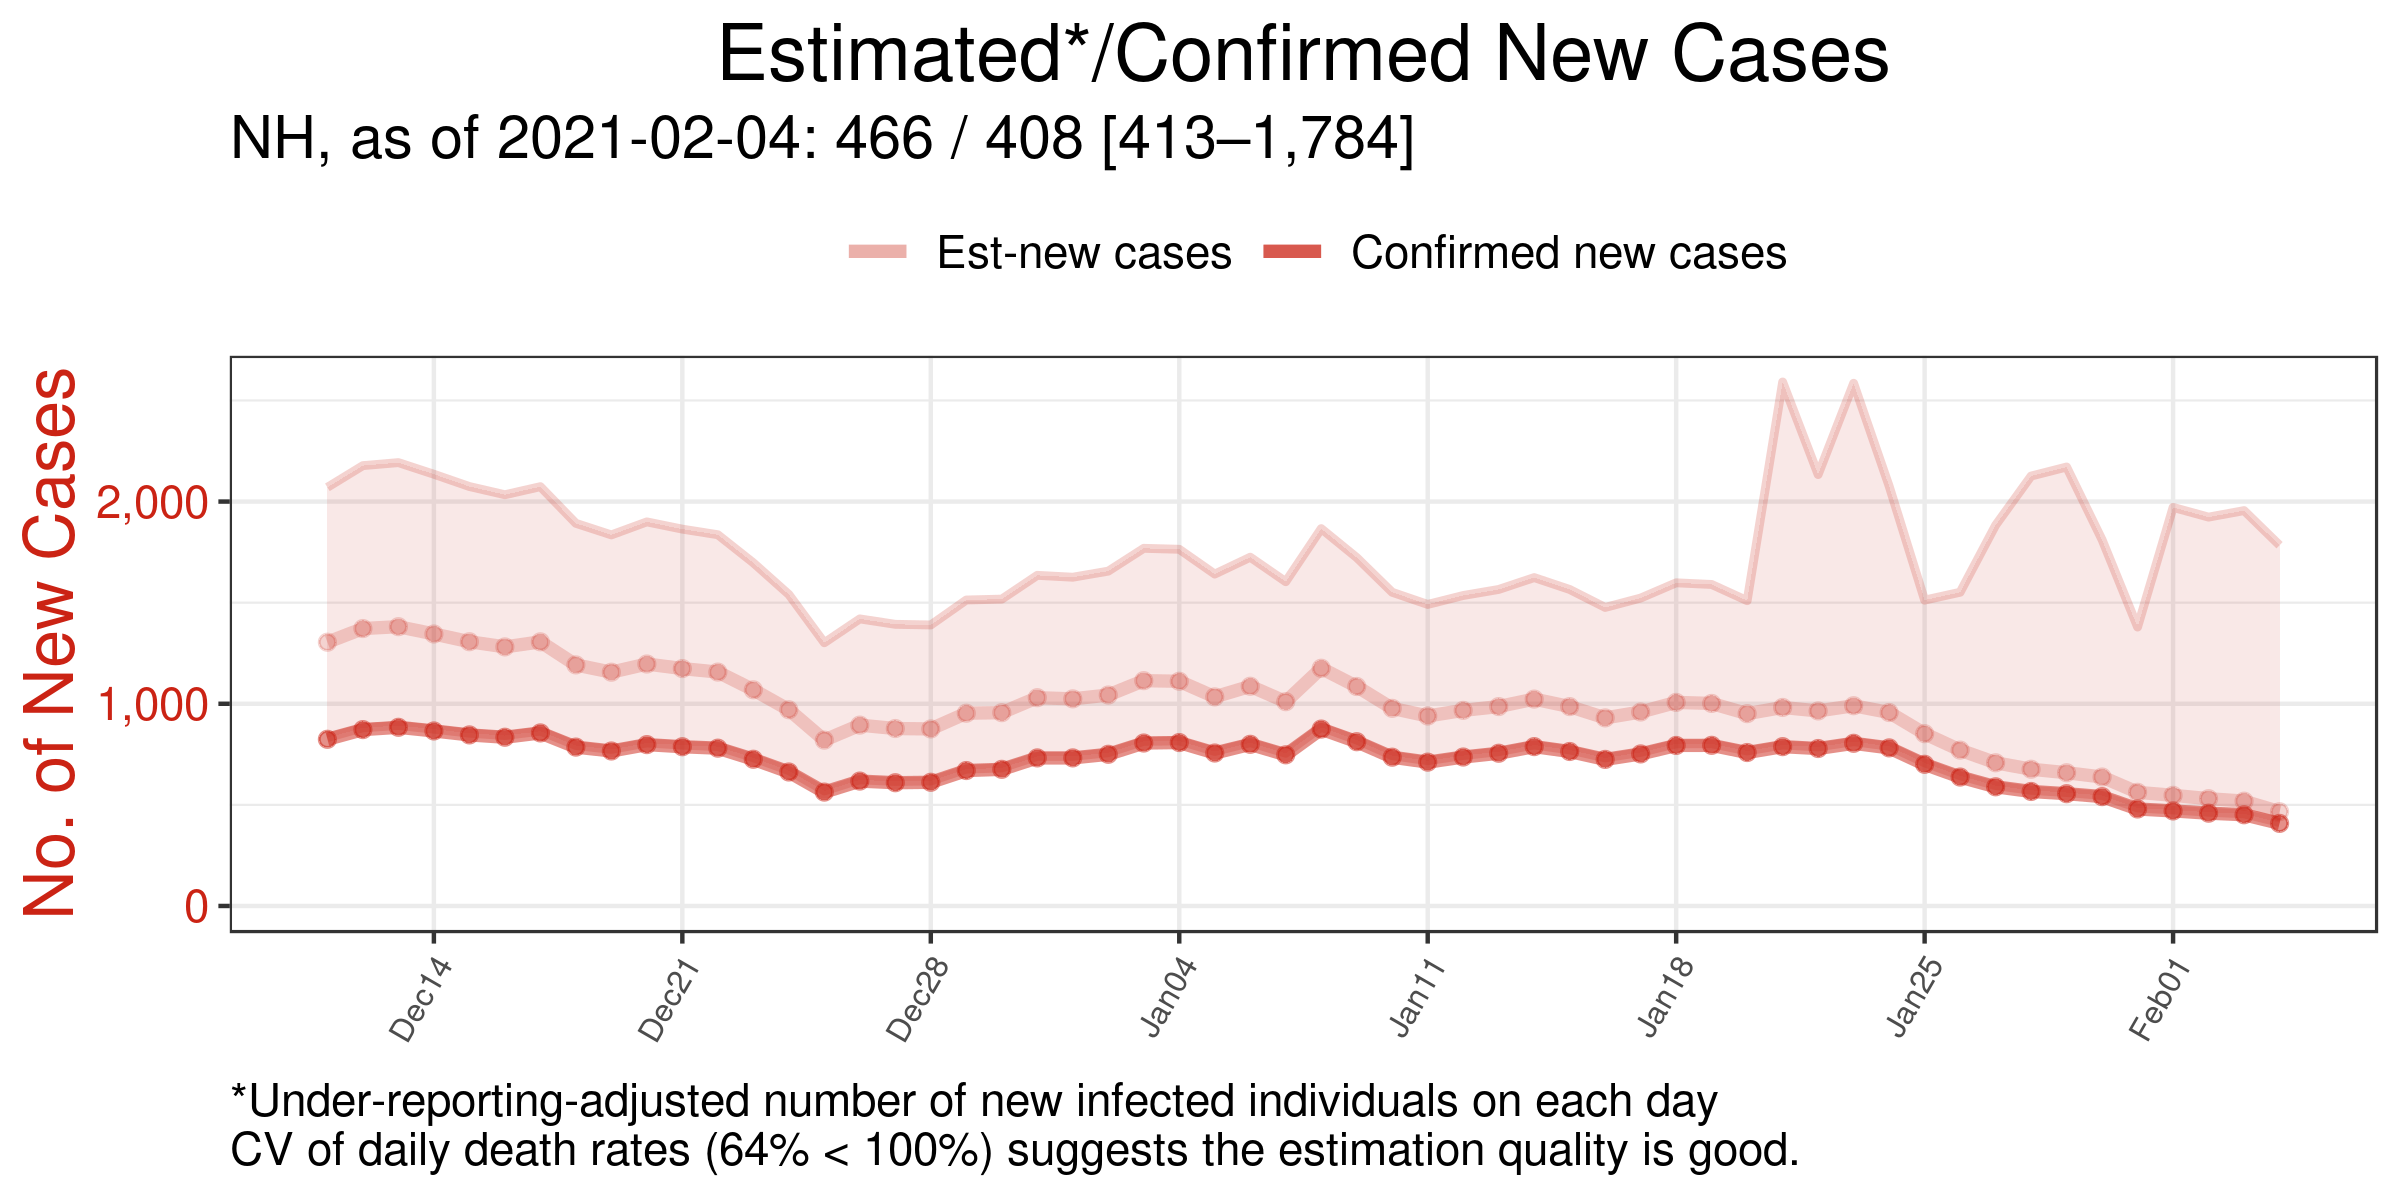 Estimated*/Confirmed New Cases
NH, as of 2021-02-04: 466 / 408 [413–1,784]
Est-new cases
Confirmed new cases
No. of New Cases
2,000
1,000
0
Dec14
Dec21
Dec28
Jan04
Jan11
Jan18
Jan25
Feb01
*Under-reporting-adjusted number of new infected individuals on each day
CV of daily death rates (64% < 100%) suggests the estimation quality is good.